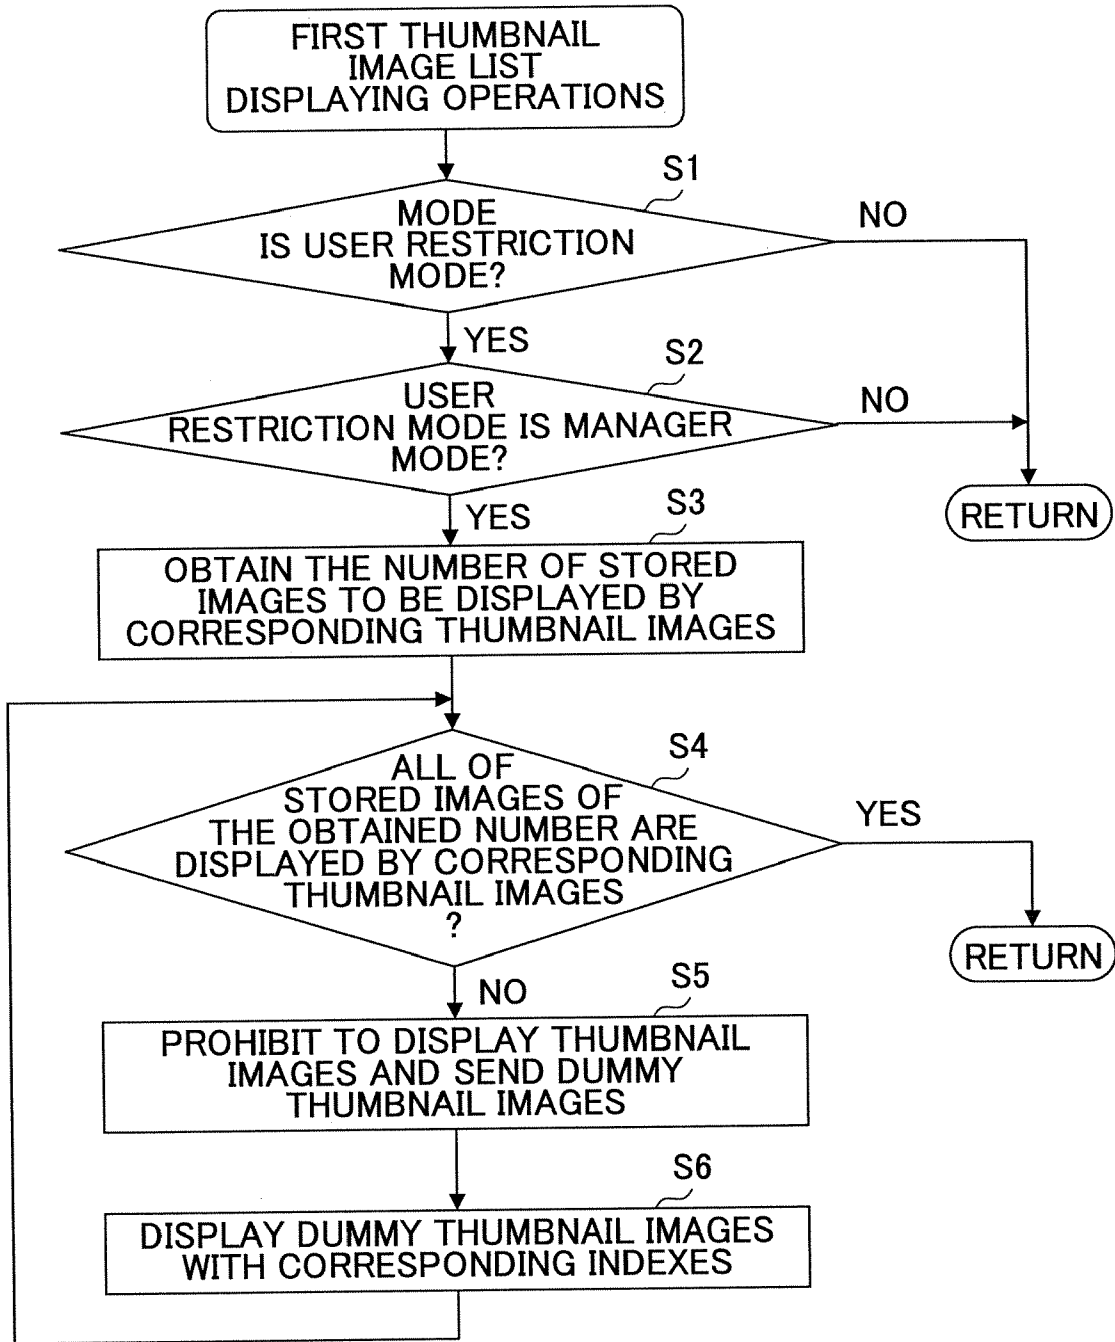 FIRST THUMBNAIL
IMAGE LIST
DISPLAYING OPERATIONS
S1
MODE
IS USER RESTRICTION
MODE?
NO
YES
S2
USER
RESTRICTION MODE IS MANAGER
MODE?
NO
RETURN
YES
S3
OBTAIN THE NUMBER OF STORED
IMAGES TO BE DISPLAYED BY
CORRESPONDING THUMBNAIL IMAGES
S4
ALL OF
STORED IMAGES OF
THE OBTAINED NUMBER ARE
DISPLAYED BY CORRESPONDING
THUMBNAIL IMAGES
?
YES
RETURN
NO
S5
PROHIBIT TO DISPLAY THUMBNAIL
IMAGES AND SEND DUMMY
THUMBNAIL IMAGES
S6
DISPLAY DUMMY THUMBNAIL IMAGES
WITH CORRESPONDING INDEXES